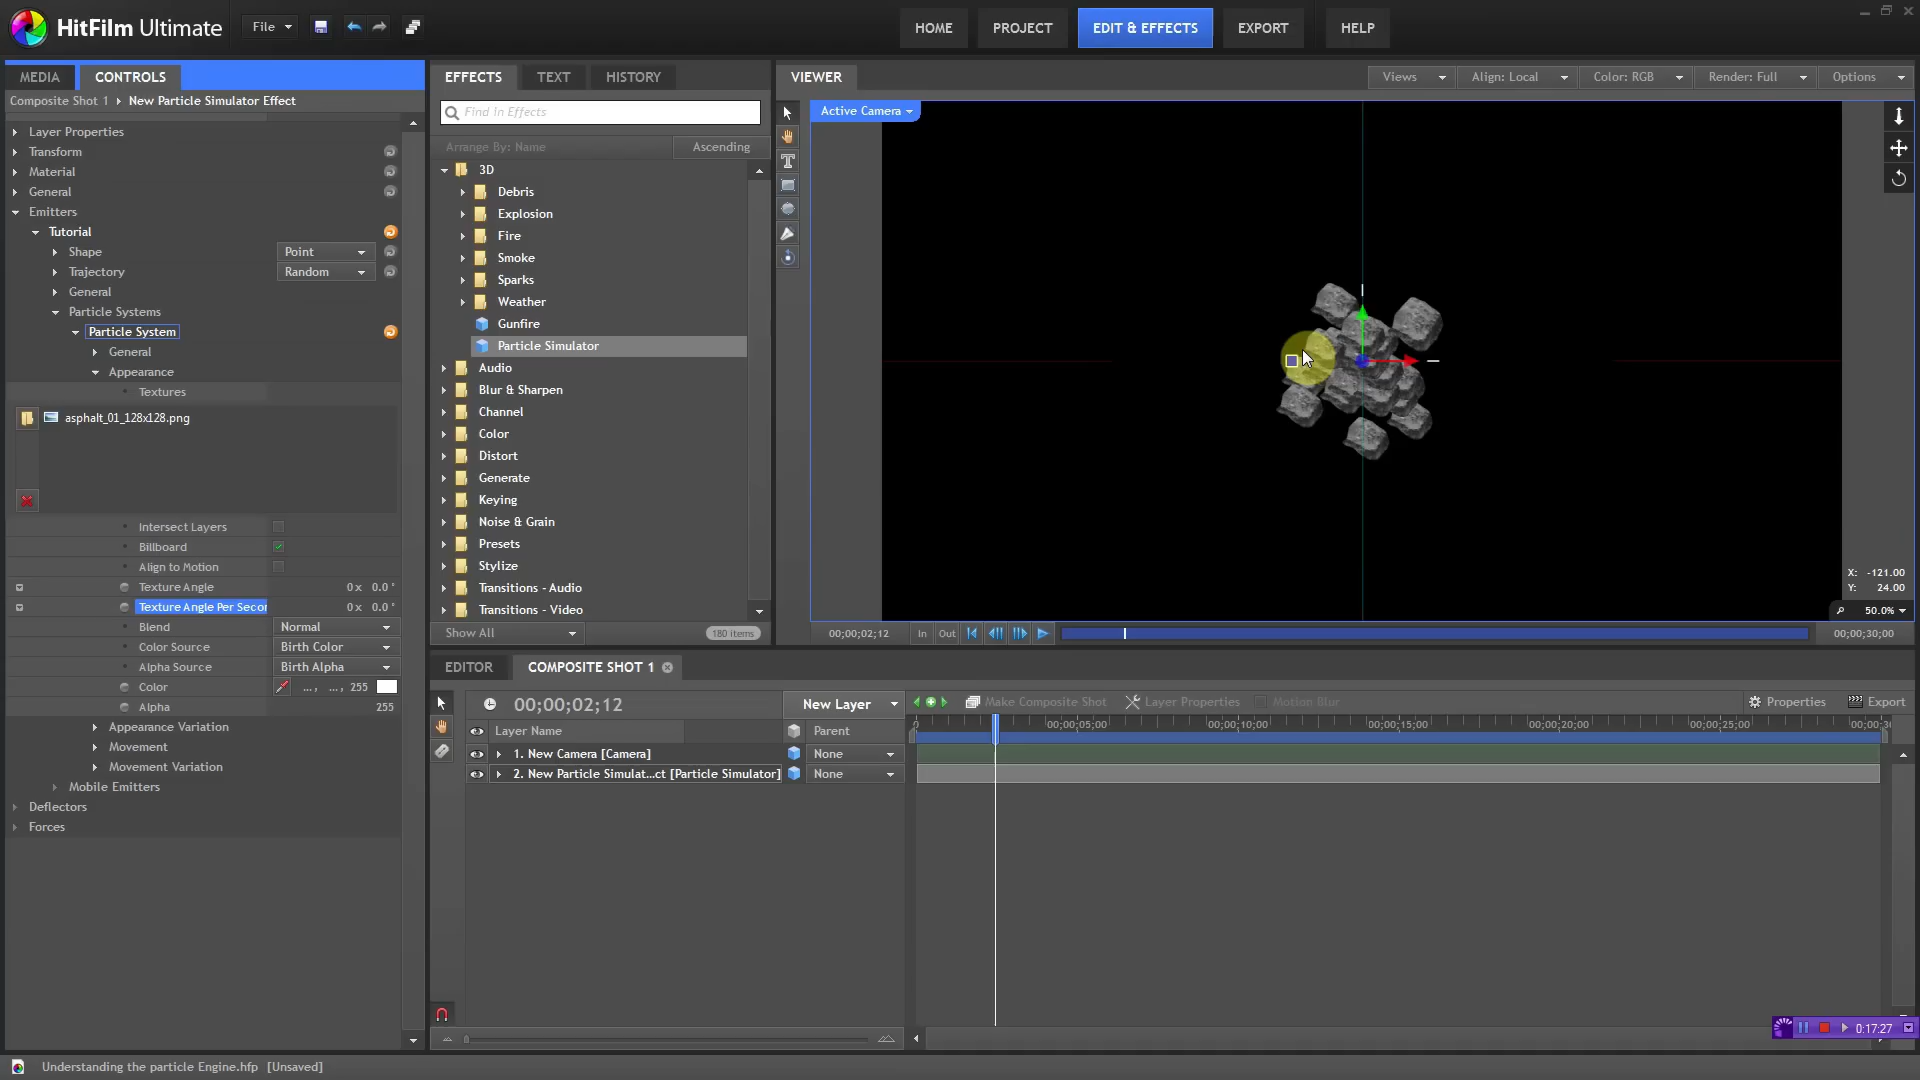 HitFilm Ultimate
File
HOME
PROJECT
EDIT & EFFECTS
EXPORT
HELP
MEDIA
CONTROLS
Composite Shot 1 New Particle Simulator Effect
Layer Properties
Transform
Material
General
Emitters
Tutorial
Shape Point
Trajectory Random
General
Particle Systems
Particle System
General
Appearance
Textures
asphalt_01_128x128.png
Intersect Layers
Billboard
Align to Motion
Texture Angle 0 x 0.0 °
Texture Angle Per Secor 0 x 0.0 °
Blend Normal
Color Source Birth Color
Alpha Source Birth Alpha
Color ... , ... , 255
Alpha 255
Appearance Variation
Movement
Movement Variation
Mobile Emitters
Deflectors
Forces
EFFECTS
TEXT
HISTORY
Find in Effects
Arrange By: Name Ascending
3D
Debris
Explosion
Fire
Smoke
Sparks
Weather
Gunfire
Particle Simulator
Audio
Blur & Sharpen
Channel
Color
Distort
Generate
Keying
Noise & Grain
Presets
Stylize
Transitions - Audio
Transitions - Video
Show All 180 items
VIEWER
Views
Align: Local
Color: RGB
Render: Full
Options
Active Camera
X: -121.00
Y: 24.00
50.0%
00;00;02;12
In
Out
00;00;30;00
EDITOR
COMPOSITE SHOT 1
00;00;02;12
New Layer
Make Composite Shot
Layer Properties
Motion Blur
Properties
Export
Layer Name
Parent
00;00;05;00
00;00;10;00
00;00;15;00
00;00;20;00
00;00;25;00
1. New Camera [Camera] None
2. New Particle Simulat...ct [Particle Simulator] None
0:17:27
Understanding the particle Engine.hfp [Unsaved]